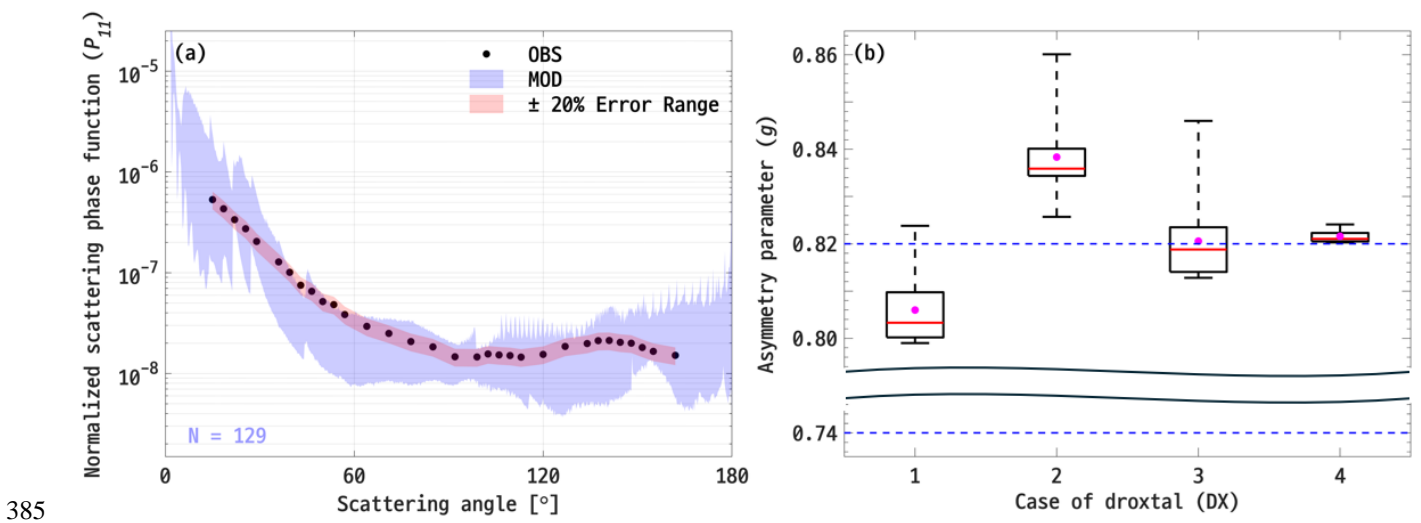 (a)
OBS
MOD
± 20% Error Range
N = 129
Normalized scattering phase function (P11)
10-5
10-6
10-7
10-8
0 60 120 180
Scattering angle [°]
(b)
Asymmetry parameter (g)
0.86
0.84
0.82
0.80
0.74
1 2 3 4
Case of droxtal (DX)
385